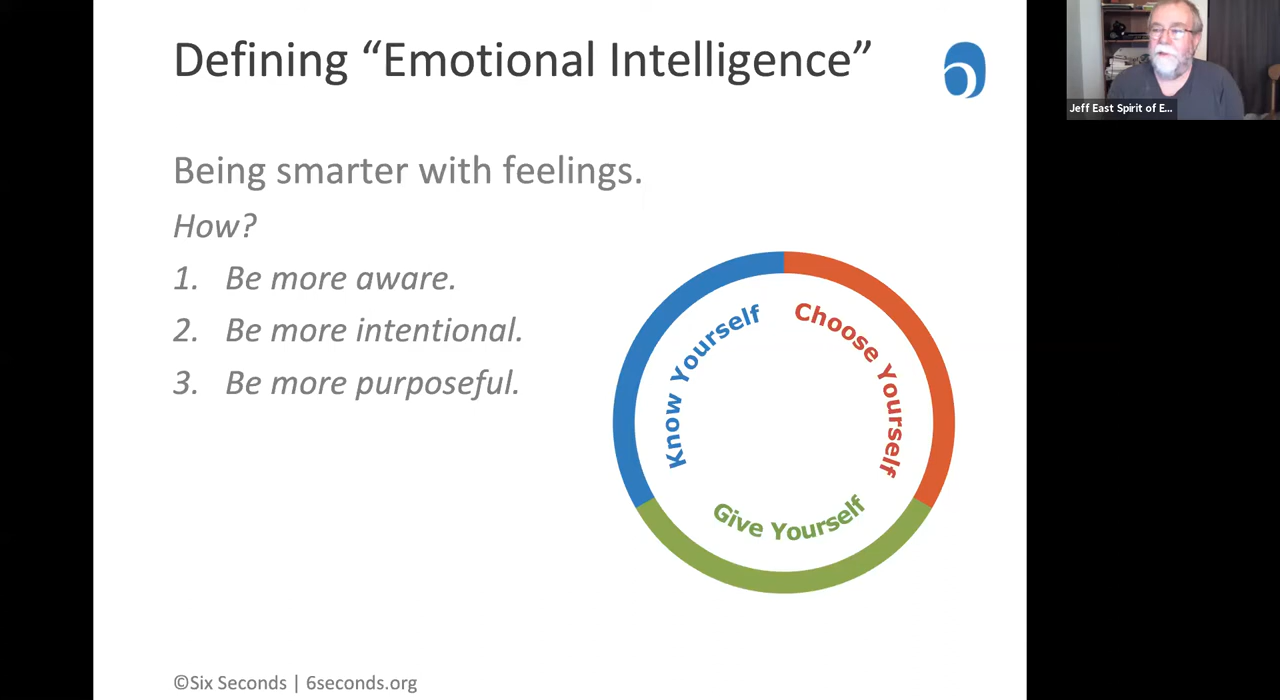 Defining “Emotional Intelligence”
Jeff East Spirit of E...
Being smarter with feelings.
How?
1. Be more aware.
2. Be more intentional.
3. Be more purposeful.
Know Yourself
Choose Yourself
Give Yourself
©Six Seconds | 6seconds.org